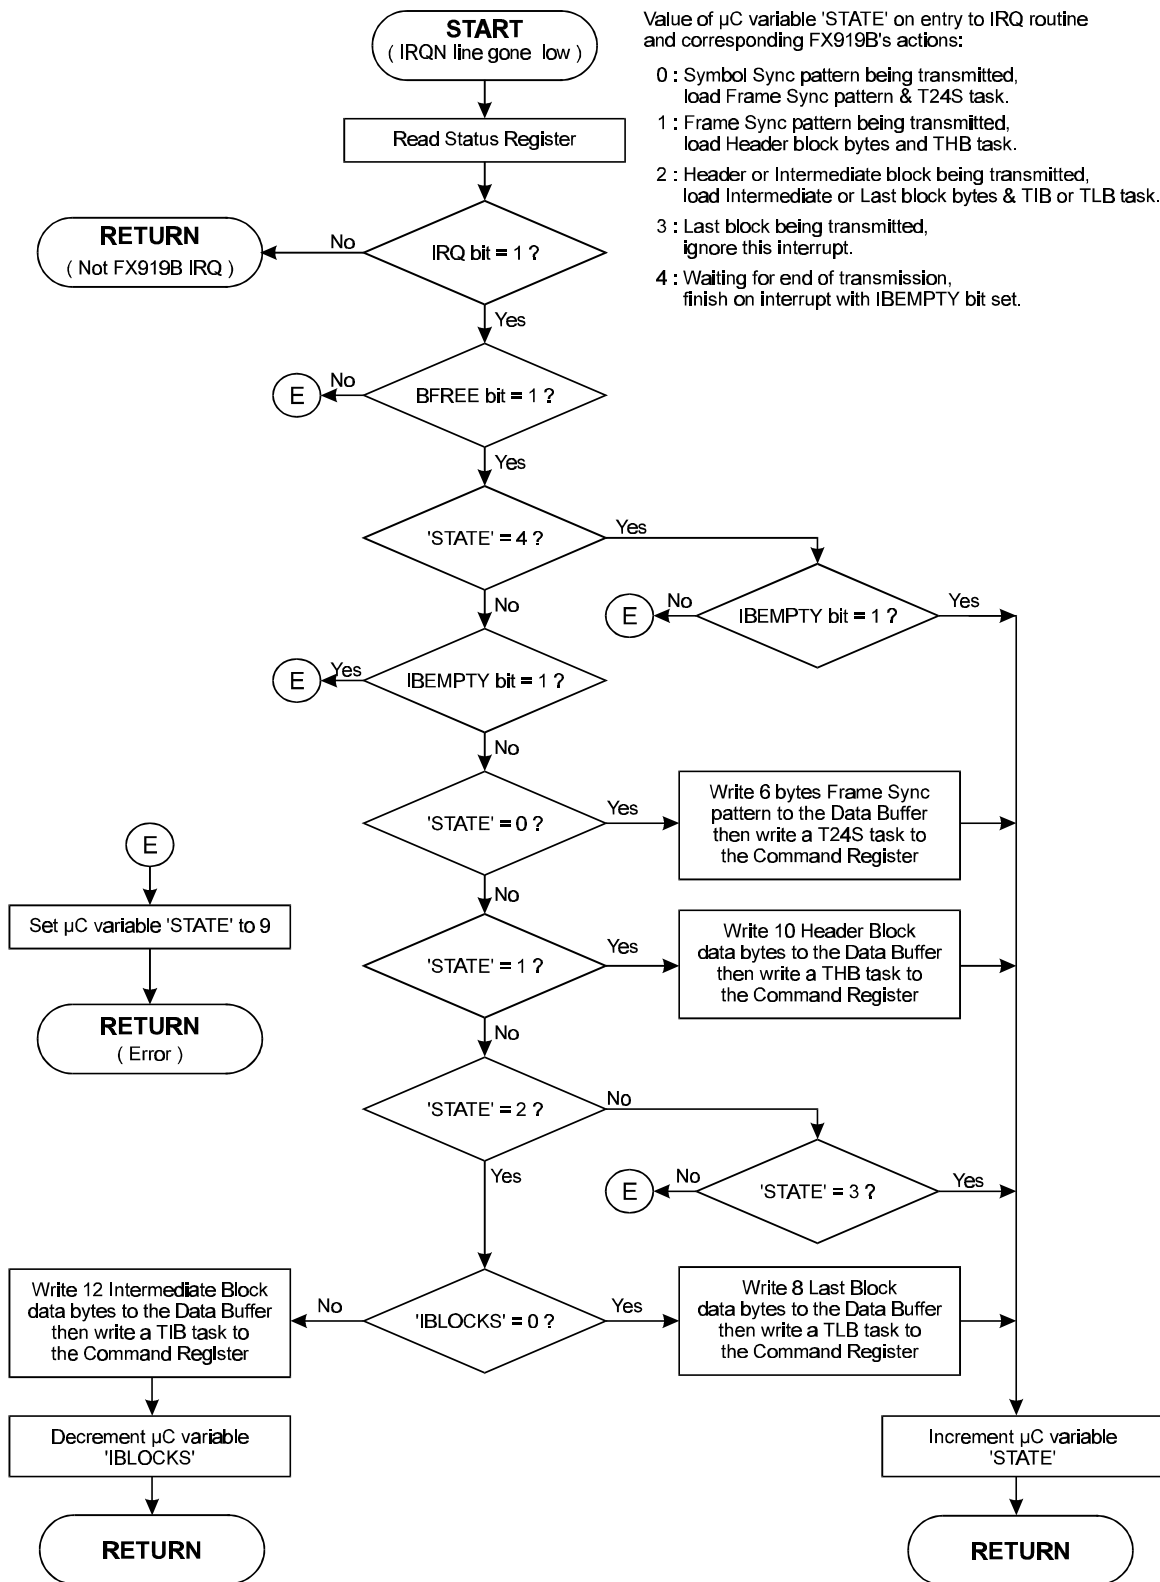 START
( IRQN line gone low )
Value of µC variable 'STATE' on entry to IRQ routine
and corresponding FX919B's actions:
0 : Symbol Sync pattern being transmitted,
load Frame Sync pattern & T24S task.
1 : Frame Sync pattern being transmitted,
load Header block bytes and THB task.
2 : Header or Intermediate block being transmitted,
load Intermediate or Last block bytes & TIB or TLB task.
3 : Last block being transmitted,
ignore this interrupt.
4 : Waiting for end of transmission,
finish on interrupt with IBEMPTY bit set.
Read Status Register
RETURN
( Not FX919B IRQ )
No
IRQ bit = 1 ?
Yes
E
No
BFREE bit = 1 ?
Yes
'STATE' = 4 ?
Yes
No
E
No
IBEMPTY bit = 1 ?
Yes
E
Yes
IBEMPTY bit = 1 ?
No
'STATE' = 0 ?
Yes
Write 6 bytes Frame Sync
pattern to the Data Buffer
then write a T24S task to
the Command Register
No
E
Set µC variable 'STATE' to 9
RETURN
( Error )
'STATE' = 1 ?
Yes
Write 10 Header Block
data bytes to the Data Buffer
then write a THB task to
the Command Register
No
'STATE' = 2 ?
No
Yes
E
No
'STATE' = 3 ?
Yes
Write 12 Intermediate Block
data bytes to the Data Buffer
then write a TIB task to
the Command Register
No
'IBLOCKS' = 0 ?
Yes
Write 8 Last Block
data bytes to the Data Buffer
then write a TLB task to
the Command Register
Decrement µC variable
'IBLOCKS'
Increment µC variable
'STATE'
RETURN
RETURN